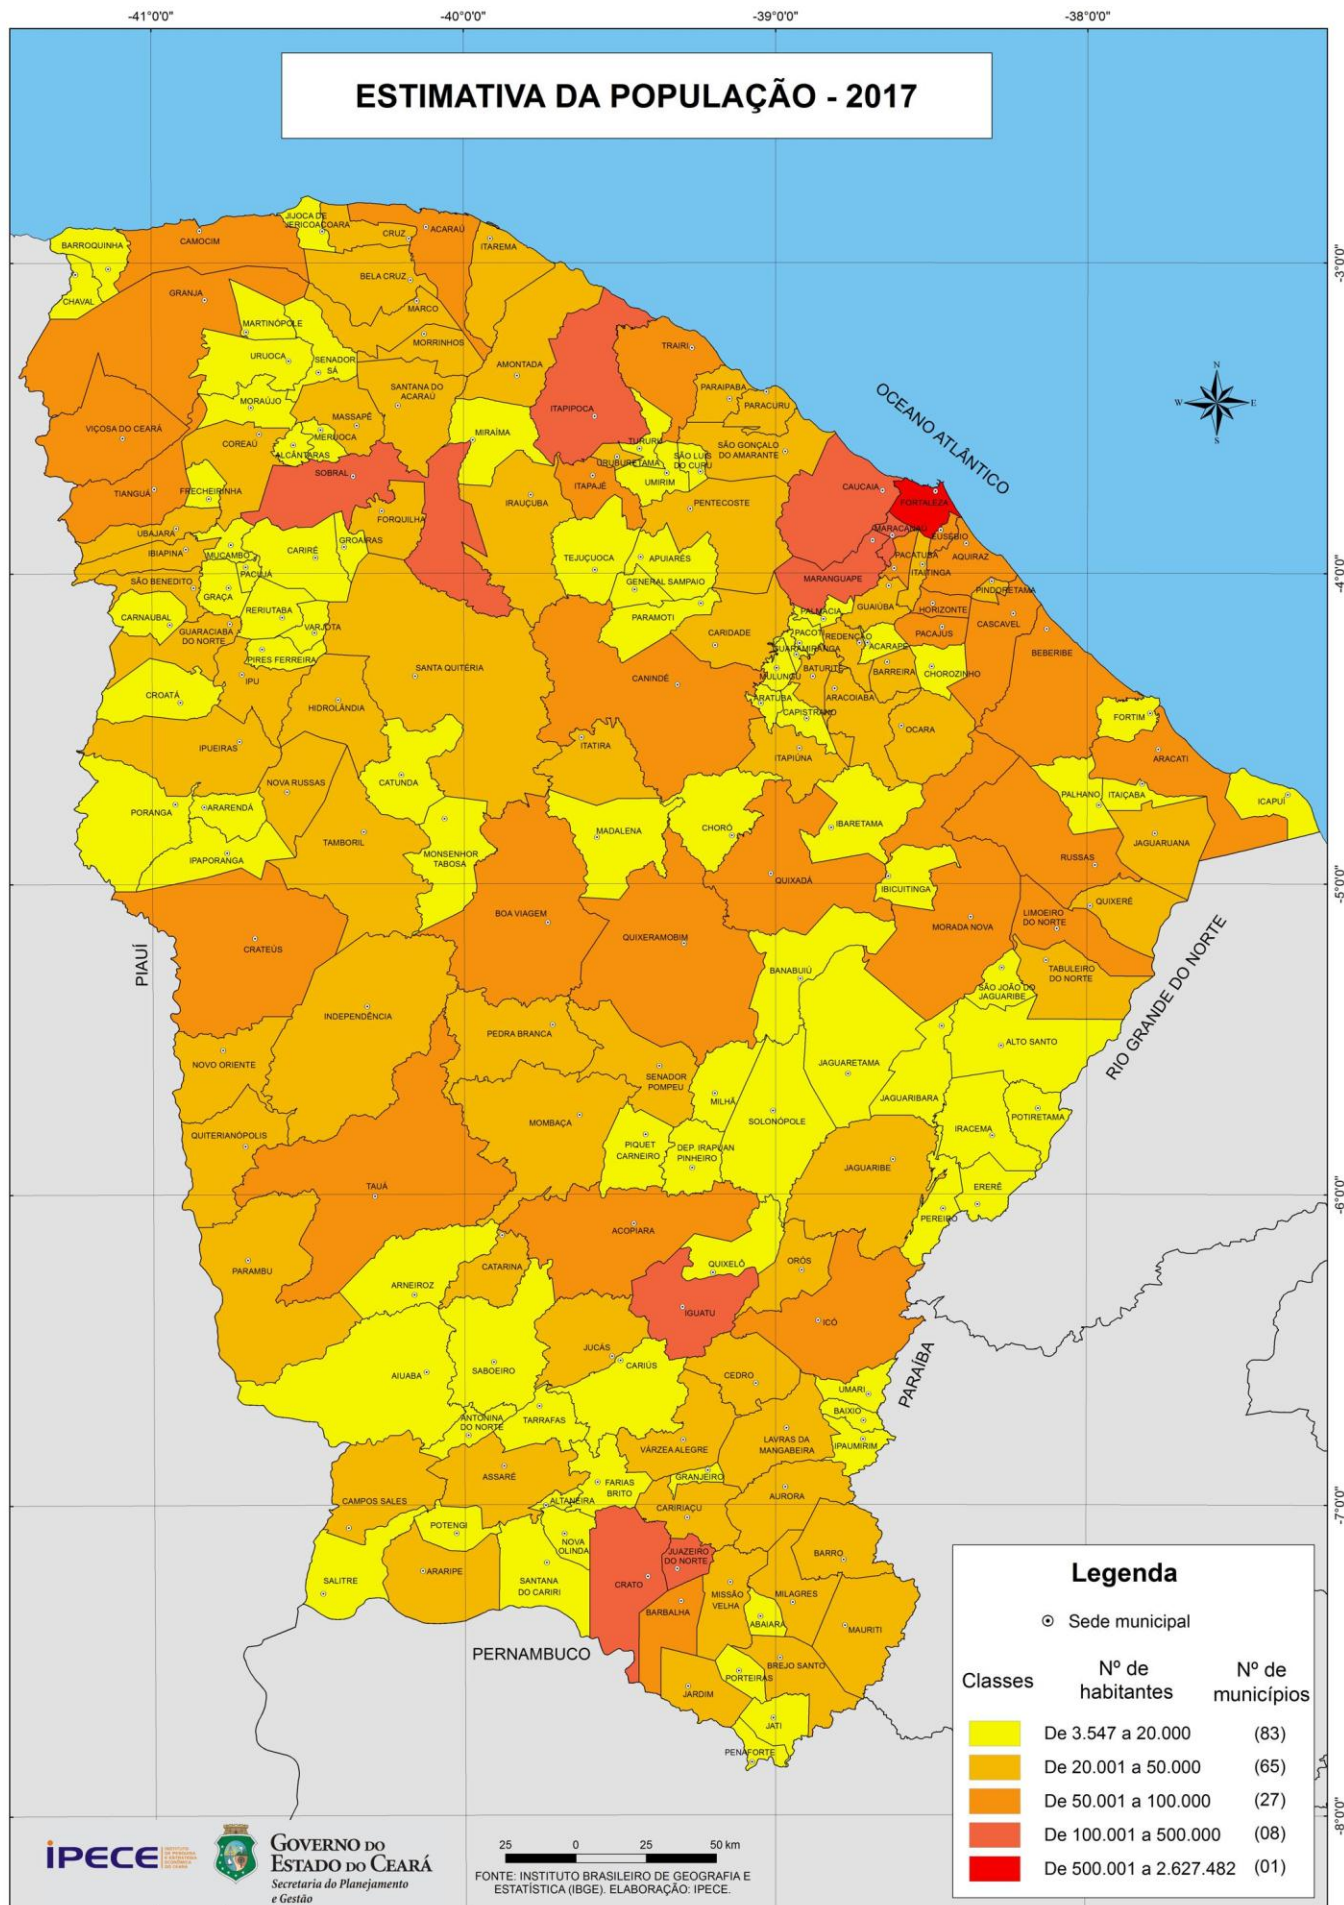 -41°0'0"
-40°0'0"
-39°0'0"
-38°0'0"
ESTIMATIVA DA POPULAÇÃO - 2017
JIJOCA DE
JERICOACOARA
CRUZ
ACARAÚ
ITAREMA
BARROQUINHA
CAMOCIM
-3°0'0"
BELA CRUZ
CHAVAL
GRANJA
MARCO
MARTINÓPOLE
MORRINHOS
TRAIRI
URUOCA
SENADOR
SÁ
AMONTADA
N
W
E
S
SANTANA DO
ACARAÚ
PARAIPABA
PARACURU
OCEANO ATLÂNTICO
MORAÚJO
ITAPIPOCA
MASSAPÊ
VIÇOSA DO CEARÁ
MERUOCA
MIRAÍMA
COREAÚ
TURURU
SÃO GONÇALO
DO AMARANTE
ALCÂNTARAS
SÃO LUIS
DO CURU
URUBURETAMA
SOBRAL
UMIRIM
CAUCAIA
TIANGUÁ
FRECHEIRINHA
ITAPAJÉ
IRAUÇUBA
FORTALEZA
PENTECOSTE
FORQUILHA
UBAJARA
MARACANAÚ
EUSÉBIO
GROAÍRAS
IBIAPINA
MUCAMBO
CARIRÉ
TEJUÇUOCA
APUIARÉS
PACATUBA
AQUIRAZ
PACUJÁ
ITAITINGA
-4°0'0"
SÃO BENEDITO
GENERAL SAMPAIO
MARANGUAPE
PINDORETAMA
GRAÇA
RERIUTABA
GUAIÚBA
HORIZONTE
CARNAUBAL
PARAMOTI
PALMÁCIA
CASCAVEL
GUARACIABA
DO NORTE
VARJOTA
PACAJUS
PACOTI
REDENÇÃO
CARIDADE
ACARAPE
BEBERIBE
GUARAMIRANGA
PIRES FERREIRA
SANTA QUITÉRIA
BATURITÉ
BARREIRA
CHOROZINHO
IPU
CANINDÉ
MULUNGU
CROATÁ
ARATUBA
ARACOIABA
HIDROLÂNDIA
CAPISTRANO
FORTIM
OCARA
IPUEIRAS
ITATIRA
ITAPIÚNA
ARACATI
NOVA RUSSAS
CATUNDA
PALHANO
ITAIÇABA
ICAPUÍ
PORANGA
ARARENDÁ
IBARETAMA
MADALENA
CHORÓ
TAMBORIL
JAGUARUANA
MONSENHOR
TABOSA
IPAPORANGA
RUSSAS
QUIXADÁ
IBICUITINGA
-5°0'0"
QUIXERÉ
BOA VIAGEM
LIMOEIRO
DO NORTE
MORADA NOVA
QUIXERAMOBIM
PIAUÍ
CRATEÚS
BANABUIÚ
TABULEIRO
DO NORTE
SÃO JOÃO DO
JAGUARIBE
RIO GRANDE DO NORTE
INDEPENDÊNCIA
PEDRA BRANCA
ALTO SANTO
NOVO ORIENTE
JAGUARETAMA
SENADOR
POMPEU
JAGUARIBARA
MILHÃ
SOLONÓPOLE
POTIRETAMA
MOMBAÇA
IRACEMA
QUITERIANÓPOLIS
PIQUET
CARNEIRO
DEP. IRAPUAN
PINHEIRO
JAGUARIBE
TAUÁ
ERERÊ
-6°0'0"
PEREIRO
ACOPIARA
QUIXELÔ
CATARINA
ORÓS
PARAMBU
ARNEIROZ
IGUATU
ICÓ
JUCÁS
PARAÍBA
CARIÚS
SABOEIRO
CEDRO
AIUABA
UMARI
BAIXIO
ANTONINA
DO NORTE
TARRAFAS
IPAUMIRIM
LAVRAS DA
MANGABEIRA
VÁRZEA ALEGRE
ASSARÉ
GRANJEIRO
FARIAS
BRITO
AURORA
CAMPOS SALES
ALTANEIRA
CARIRIAÇU
-7°0'0"
POTENGI
NOVA
OLINDA
JUAZEIRO
DO NORTE
BARRO
ARARIPE
SALITRE
SANTANA
DO CARIRI
CRATO
MISSÃO
VELHA
MILAGRES
BARBALHA
ABAIARA
MAURITI
PERNAMBUCO
BREJO SANTO
PORTEIRAS
JARDIM
JATI
PENAFORTE
-8°0'0"
Legenda
Sede municipal
Classes
Nº de
habitantes
Nº de
municípios
De 3.547 a 20.000
(83)
De 20.001 a 50.000
(65)
De 50.001 a 100.000
(27)
De 100.001 a 500.000
(08)
De 500.001 a 2.627.482
(01)
iPECE
INSTITUTO
DE PESQUISA
E ESTRATÉGIA
ECONÔMICA
DO CEARÁ
GOVERNO DO
ESTADO DO CEARÁ
Secretaria do Planejamento
e Gestão
25
0
25
50 km
FONTE: INSTITUTO BRASILEIRO DE GEOGRAFIA E
ESTATÍSTICA (IBGE). ELABORAÇÃO: IPECE.